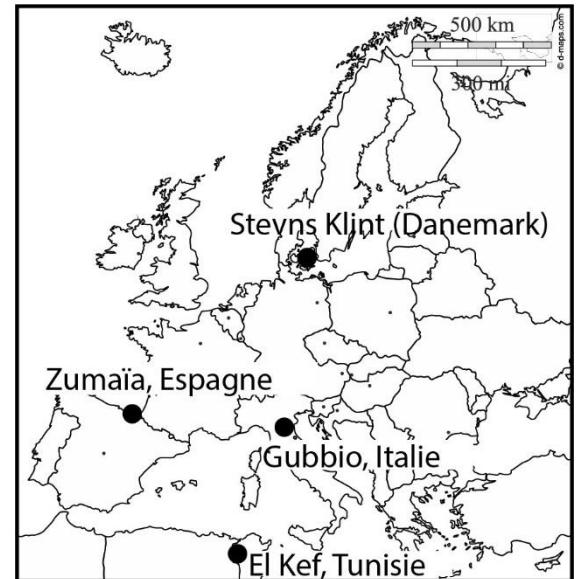 500 km
300 mi
© d-maps.com
Stevns Klint (Danemark)
Zumaïa, Espagne
Gubbio, Italie
El Kef, Tunisie